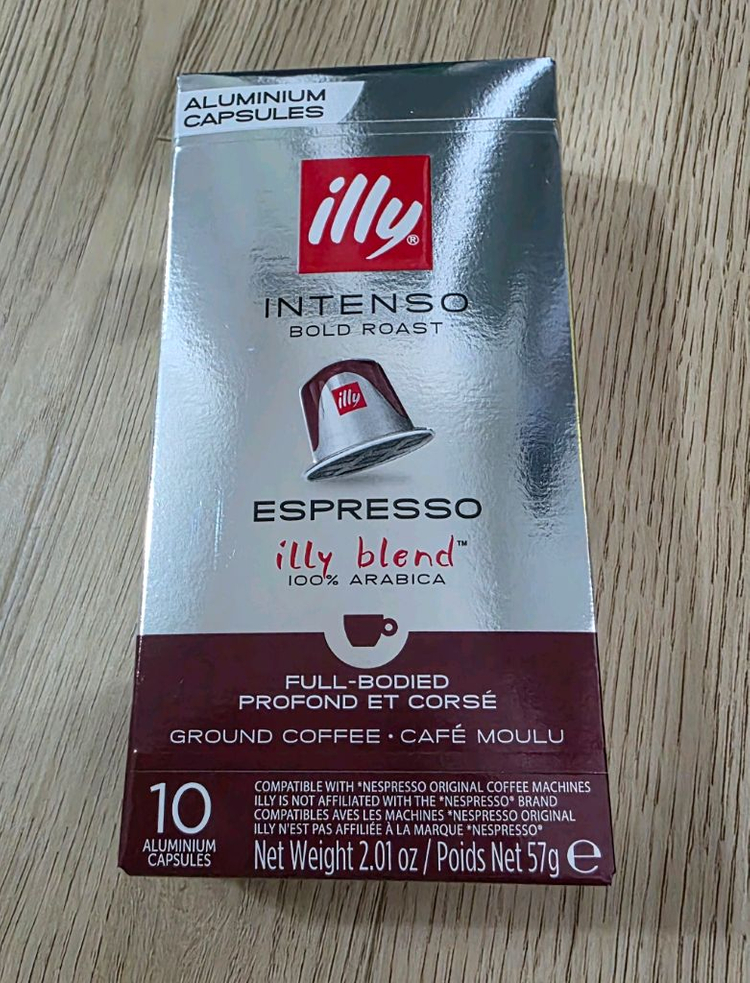 ALUMINIUM
CAPSULES
illy®
INTENSO
BOLD ROAST
illy
ESPRESSO
illy blend™
100% ARABICA
FULL-BODIED
PROFOND ET CORSÉ
GROUND COFFEE · CAFÉ MOULU
10
ALUMINIUM
CAPSULES
COMPATIBLE WITH *NESPRESSO ORIGINAL COFFEE MACHINES
ILLY IS NOT AFFILIATED WITH THE *NESPRESSO® BRAND
COMPATIBLES AVES LES MACHINES *NESPRESSO ORIGINAL
ILLY N'EST PAS AFFILIÉE À LA MARQUE *NESPRESSO®
Net Weight 2.01 oz / Poids Net 57g ℮